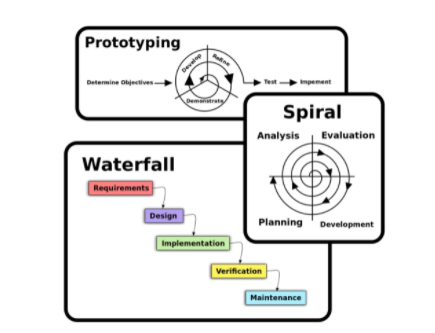 Prototyping
Develop
Refine
Determine Objectives
Test
Impement
Demonstrate
Spiral
Analysis
Evaluation
Planning
Development
Waterfall
Requirements
Design
Implementation
Verification
Maintenance